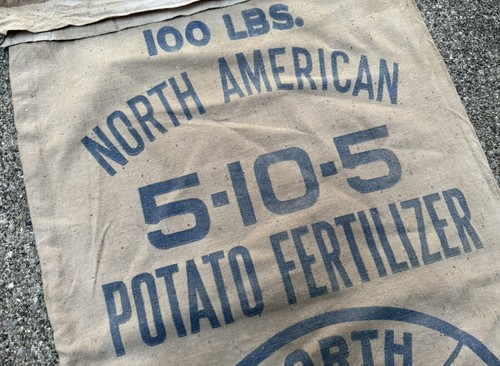 100 LBS.
NORTH AMERICAN
5-10-5
POTATO FERTILIZER